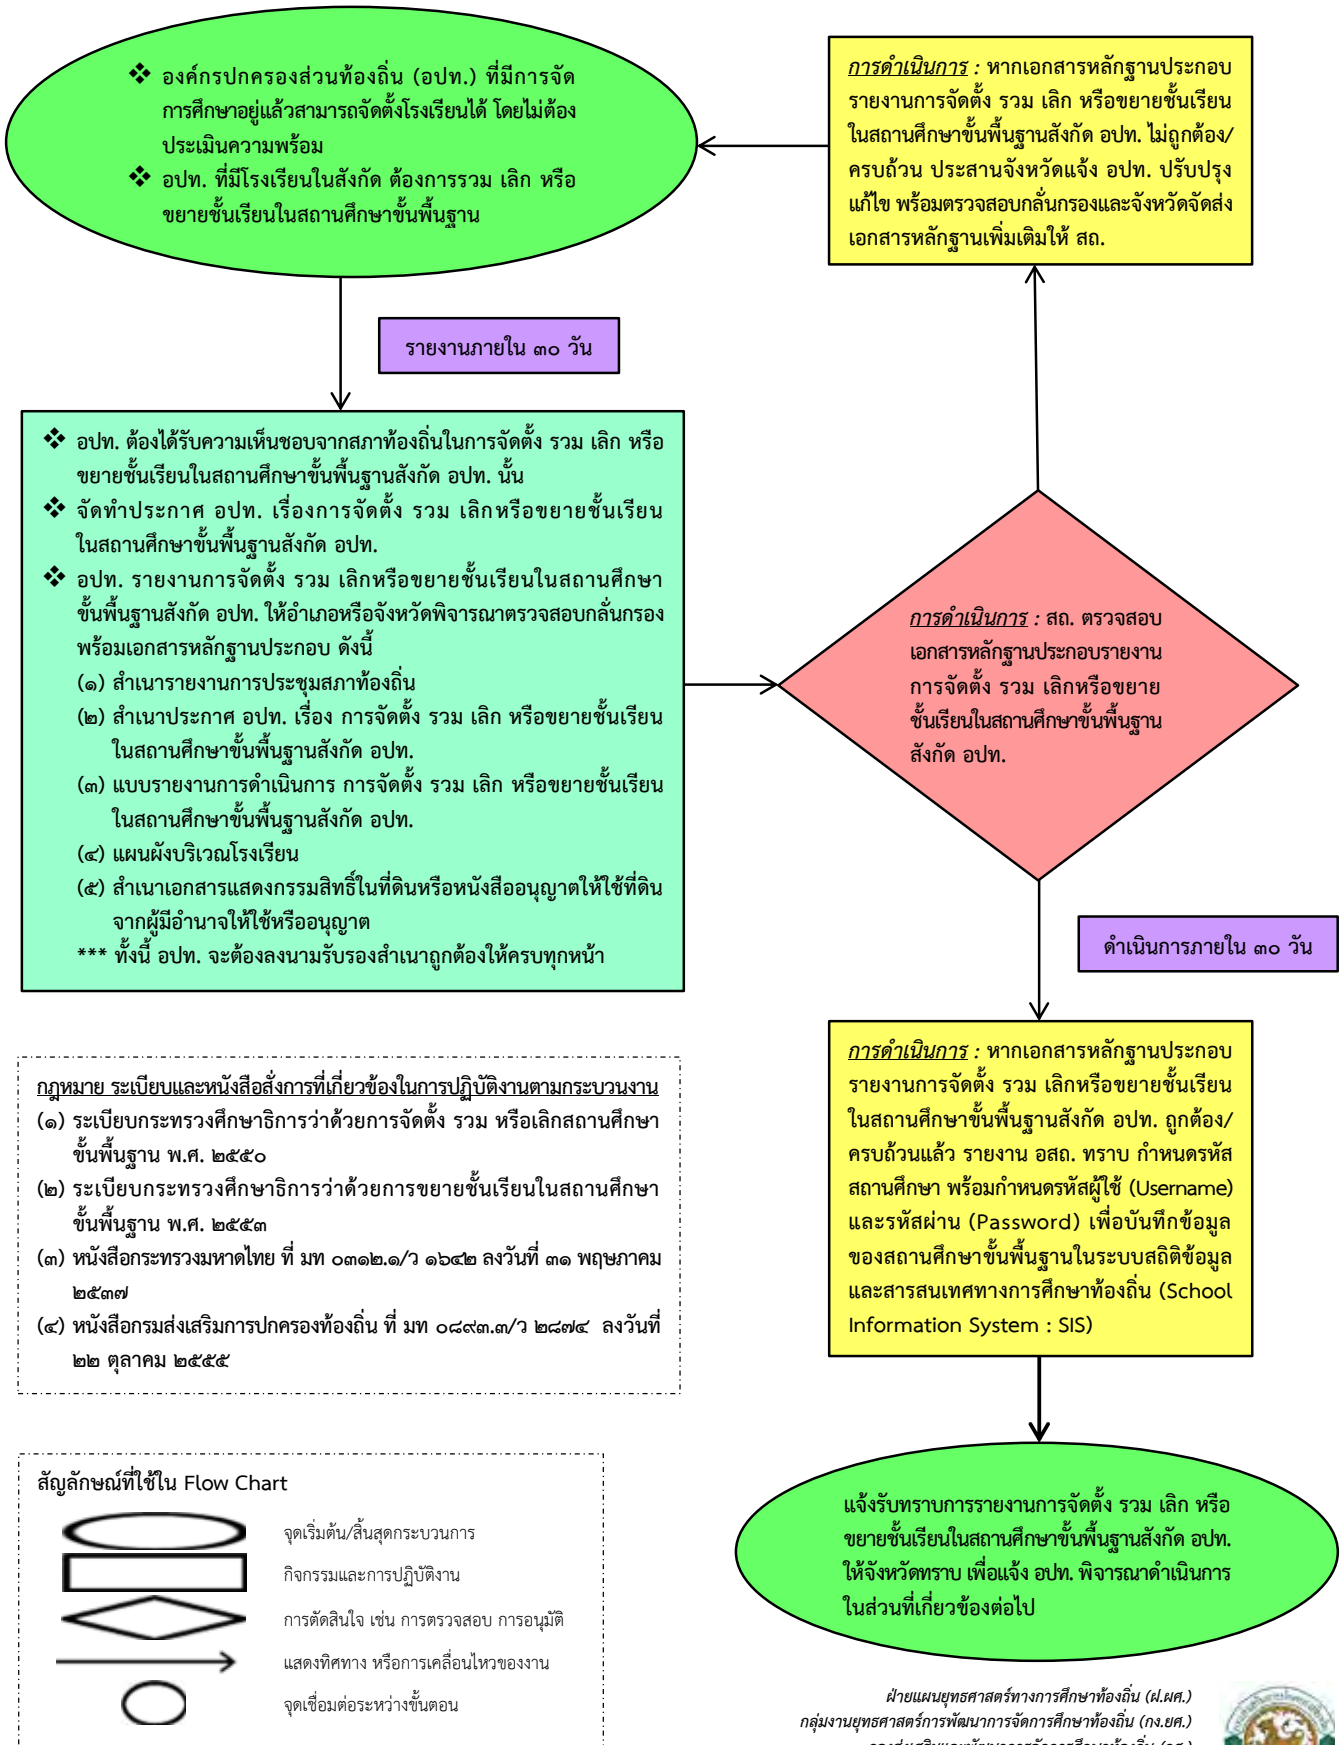 ❖ องค์กรปกครองส่วนท้องถิ่น (อปท.) ที่มีการจัด
การศึกษาอยู่แล้วสามารถจัดตั้งโรงเรียนได้ โดยไม่ต้อง
ประเมินความพร้อม
❖ อปท. ที่มีโรงเรียนในสังกัด ต้องการรวม เลิก หรือ
ขยายชั้นเรียนในสถานศึกษาขั้นพื้นฐาน
การดำเนินการ : หากเอกสารหลักฐานประกอบ
รายงานการจัดตั้ง รวม เลิก หรือขยายชั้นเรียน
ในสถานศึกษาขั้นพื้นฐานสังกัด อปท. ไม่ถูกต้อง/
ครบถ้วน ประสานจังหวัดแจ้ง อปท. ปรับปรุง
แก้ไข พร้อมตรวจสอบกลั่นกรองและจังหวัดจัดส่ง
เอกสารหลักฐานเพิ่มเติมให้ สถ.
รายงานภายใน ๓๐ วัน
❖ อปท. ต้องได้รับความเห็นชอบจากสภาท้องถิ่นในการจัดตั้ง รวม เลิก หรือ
ขยายชั้นเรียนในสถานศึกษาขั้นพื้นฐานสังกัด อปท. นั้น
❖ จัดทำประกาศ อปท. เรื่องการจัดตั้ง รวม เลิกหรือขยายชั้นเรียน
ในสถานศึกษาขั้นพื้นฐานสังกัด อปท.
❖ อปท. รายงานการจัดตั้ง รวม เลิกหรือขยายชั้นเรียนในสถานศึกษา
ขั้นพื้นฐานสังกัด อปท. ให้อำเภอหรือจังหวัดพิจารณาตรวจสอบกลั่นกรอง
พร้อมเอกสารหลักฐานประกอบ ดังนี้
(๑) สำเนารายงานการประชุมสภาท้องถิ่น
(๒) สำเนาประกาศ อปท. เรื่อง การจัดตั้ง รวม เลิก หรือขยายชั้นเรียน
ในสถานศึกษาขั้นพื้นฐานสังกัด อปท.
(๓) แบบรายงานการดำเนินการ การจัดตั้ง รวม เลิก หรือขยายชั้นเรียน
ในสถานศึกษาขั้นพื้นฐานสังกัด อปท.
(๔) แผนผังบริเวณโรงเรียน
(๕) สำเนาเอกสารแสดงกรรมสิทธิ์ในที่ดินหรือหนังสืออนุญาตให้ใช้ที่ดิน
จากผู้มีอำนาจให้ใช้หรืออนุญาต
*** ทั้งนี้ อปท. จะต้องลงนามรับรองสำเนาถูกต้องให้ครบทุกหน้า
การดำเนินการ : สถ. ตรวจสอบ
เอกสารหลักฐานประกอบรายงาน
การจัดตั้ง รวม เลิกหรือขยาย
ชั้นเรียนในสถานศึกษาขั้นพื้นฐาน
สังกัด อปท.
ดำเนินการภายใน ๓๐ วัน
การดำเนินการ : หากเอกสารหลักฐานประกอบ
รายงานการจัดตั้ง รวม เลิกหรือขยายชั้นเรียน
ในสถานศึกษาขั้นพื้นฐานสังกัด อปท. ถูกต้อง/
ครบถ้วนแล้ว รายงาน อสถ. ทราบ กำหนดรหัส
สถานศึกษา พร้อมกำหนดรหัสผู้ใช้ (Username)
และรหัสผ่าน (Password) เพื่อบันทึกข้อมูล
ของสถานศึกษาขั้นพื้นฐานในระบบสถิติข้อมูล
และสารสนเทศทางการศึกษาท้องถิ่น (School
Information System : SIS)
กฎหมาย ระเบียบและหนังสือสั่งการที่เกี่ยวข้องในการปฏิบัติงานตามกระบวนงาน
(๑) ระเบียบกระทรวงศึกษาธิการว่าด้วยการจัดตั้ง รวม หรือเลิกสถานศึกษา
ขั้นพื้นฐาน พ.ศ. ๒๕๕๐
(๒) ระเบียบกระทรวงศึกษาธิการว่าด้วยการขยายชั้นเรียนในสถานศึกษา
ขั้นพื้นฐาน พ.ศ. ๒๕๕๓
(๓) หนังสือกระทรวงมหาดไทย ที่ มท ๐๓๑๒.๑/ว ๑๖๔๒ ลงวันที่ ๓๑ พฤษภาคม
๒๕๓๗
(๔) หนังสือกรมส่งเสริมการปกครองท้องถิ่น ที่ มท ๐๘๙๓.๓/ว ๒๘๗๔ ลงวันที่
๒๒ ตุลาคม ๒๕๕๕
สัญลักษณ์ที่ใช้ใน Flow Chart
จุดเริ่มต้น/สิ้นสุดกระบวนการ
กิจกรรมและการปฏิบัติงาน
การตัดสินใจ เช่น การตรวจสอบ การอนุมัติ
แสดงทิศทาง หรือการเคลื่อนไหวของงาน
จุดเชื่อมต่อระหว่างขั้นตอน
แจ้งรับทราบการรายงานการจัดตั้ง รวม เลิก หรือ
ขยายชั้นเรียนในสถานศึกษาขั้นพื้นฐานสังกัด อปท.
ให้จังหวัดทราบ เพื่อแจ้ง อปท. พิจารณาดำเนินการ
ในส่วนที่เกี่ยวข้องต่อไป
ฝ่ายแผนยุทธศาสตร์ทางการศึกษาท้องถิ่น (ฝ.ผศ.)
กลุ่มงานยุทธศาสตร์การพัฒนาการจัดการศึกษาท้องถิ่น (กง.ยศ.)